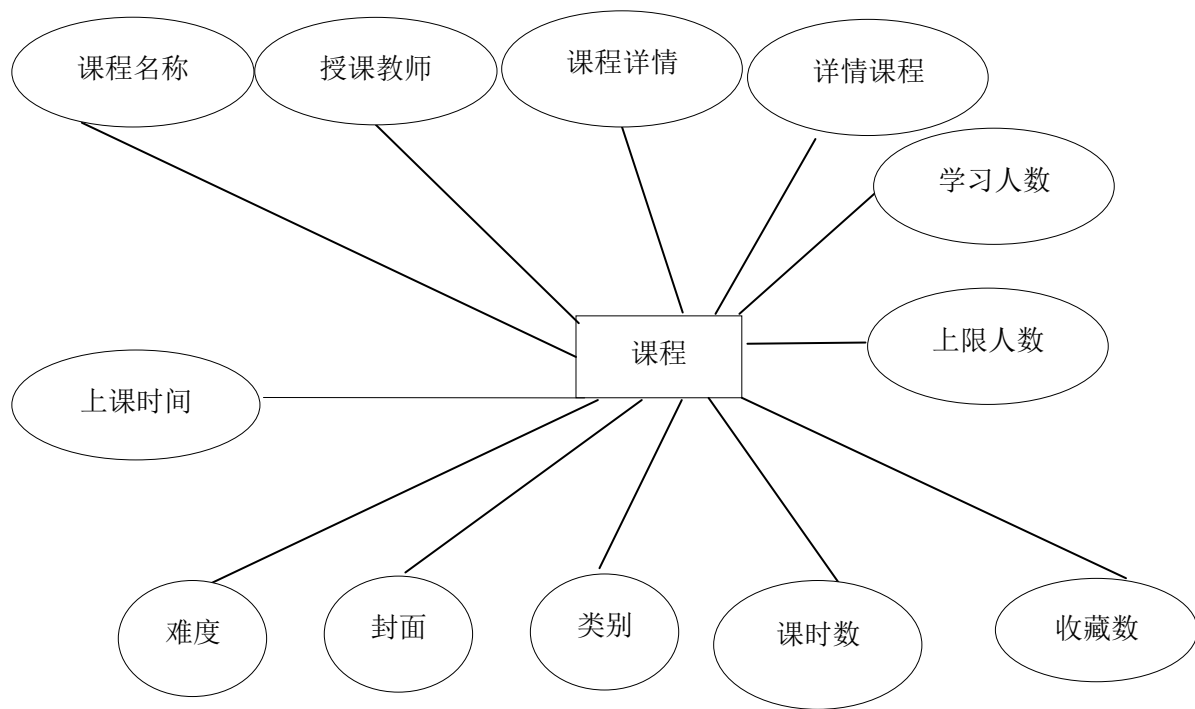 课程名称
授课教师
课程详情
详情课程
学习人数
上限人数
课程
上课时间
难度
封面
类别
课时数
收藏数